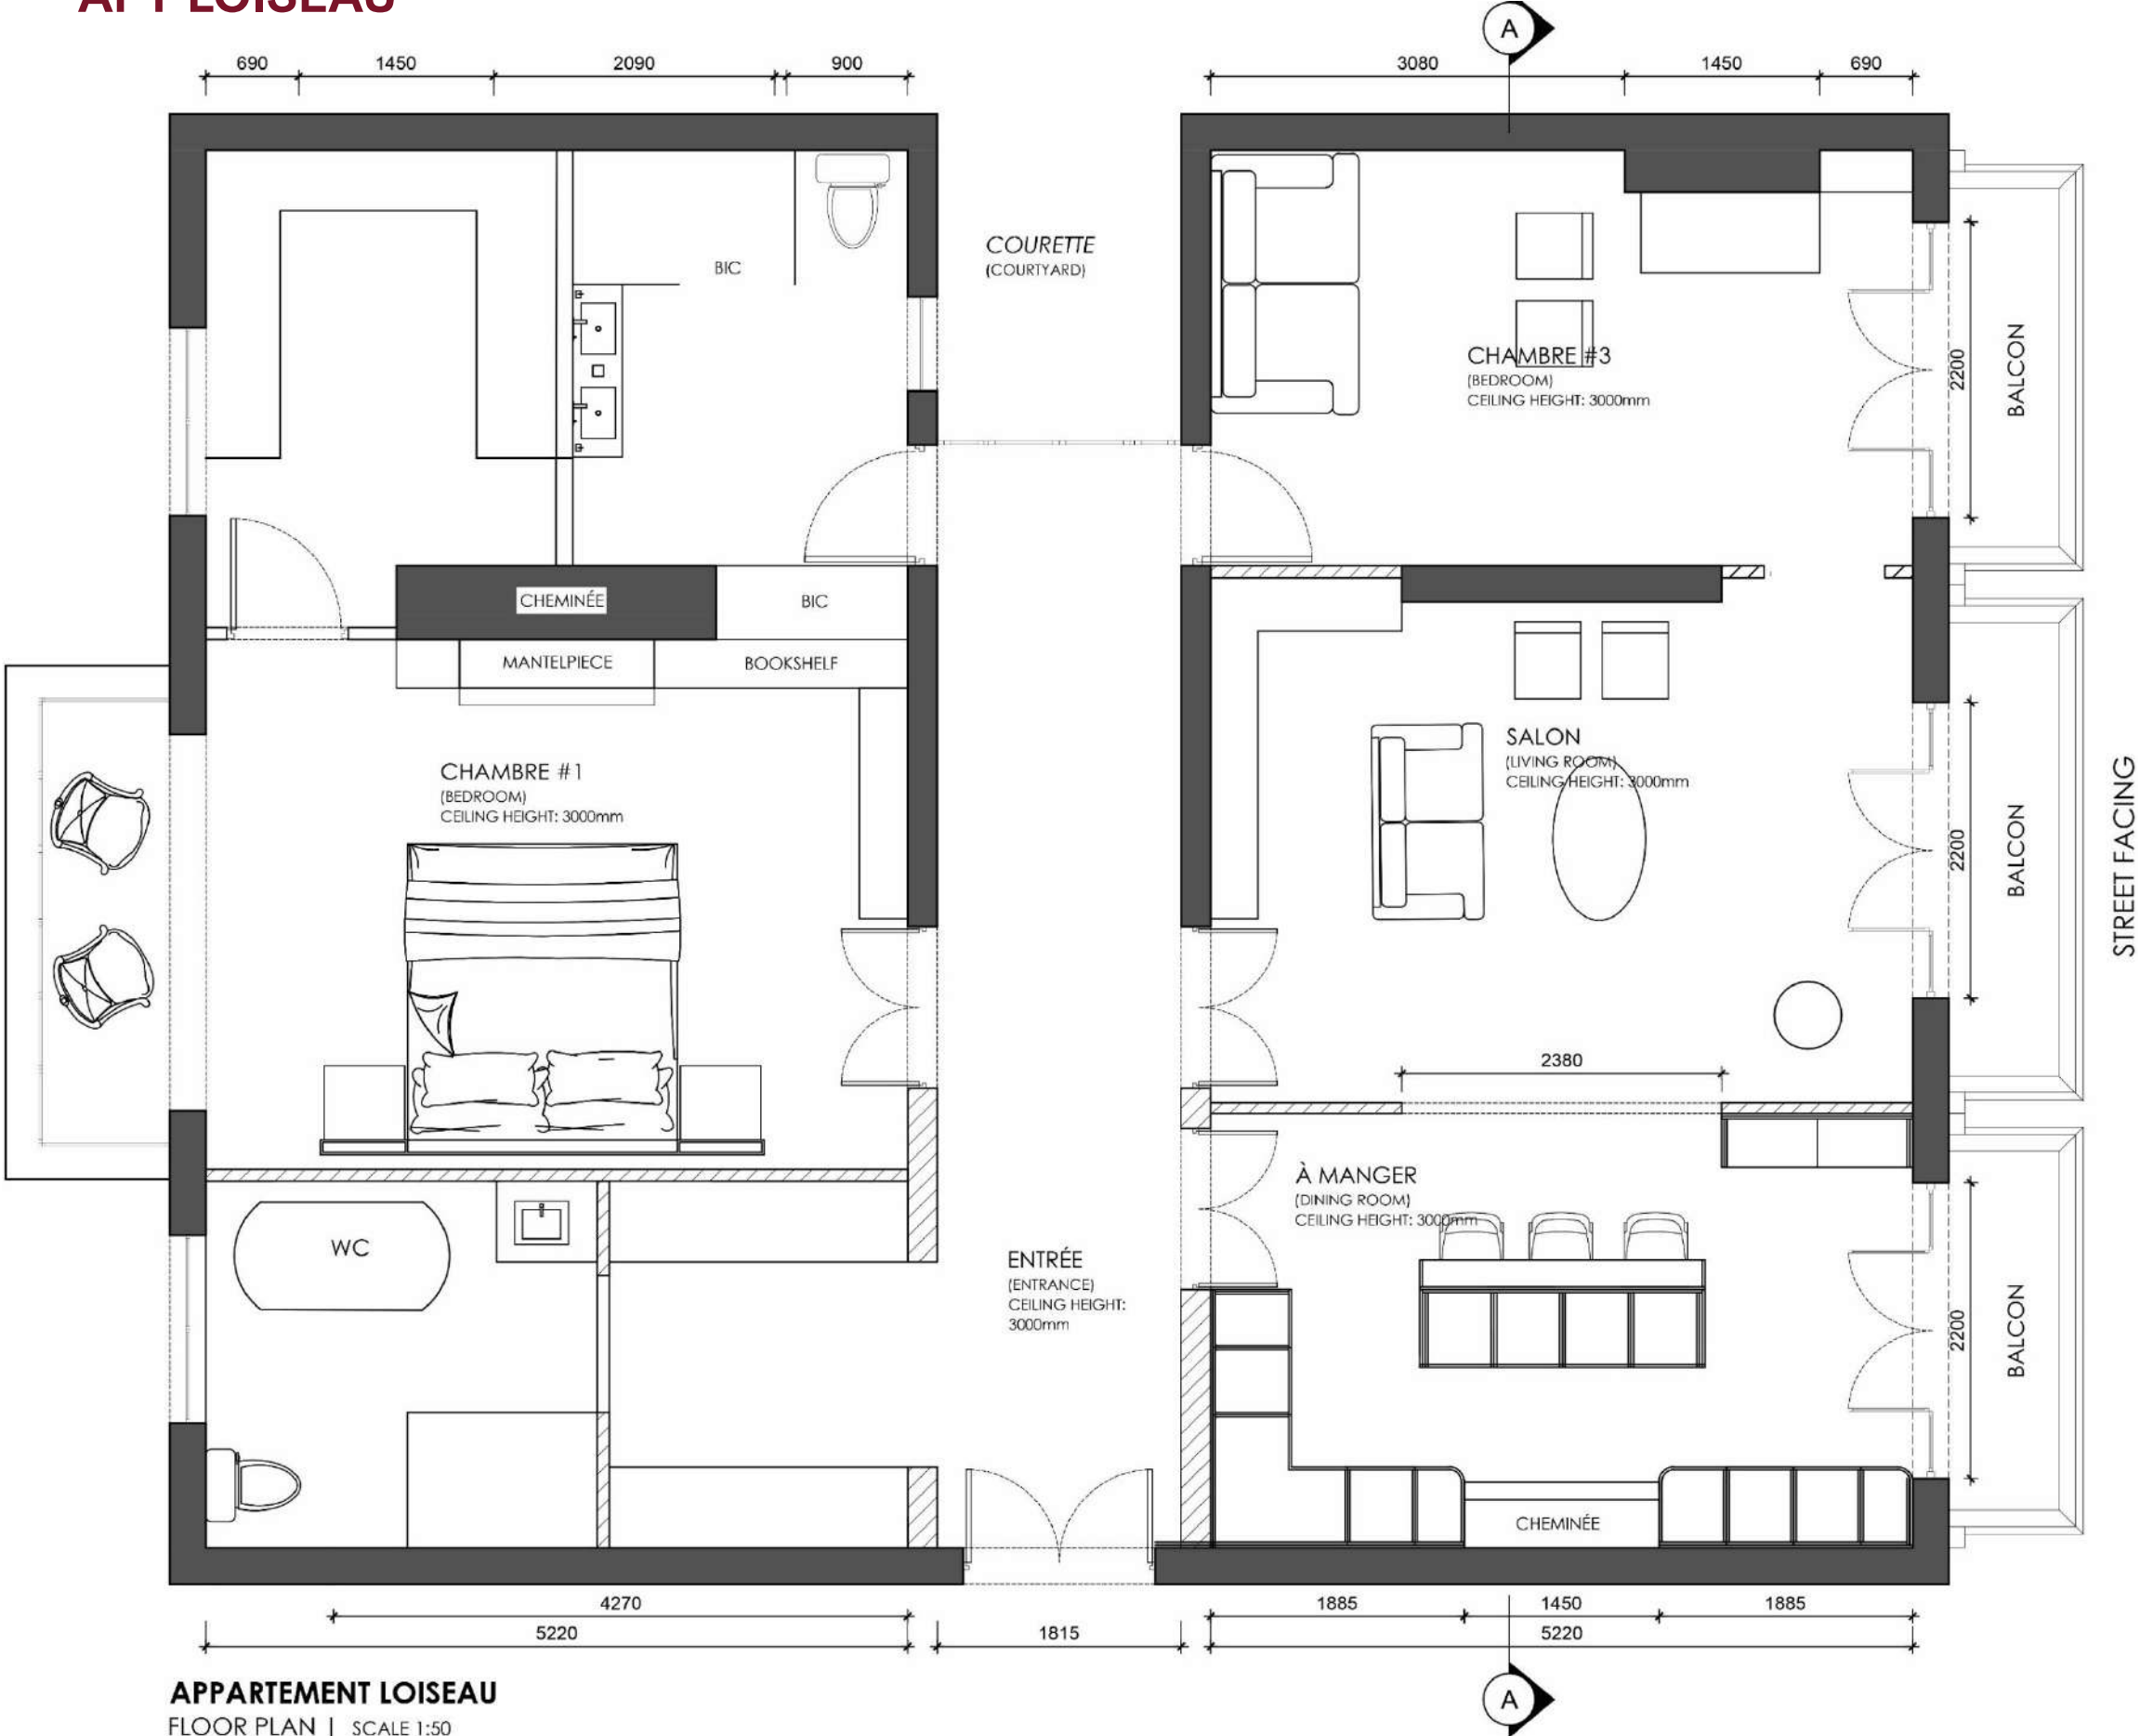 APT LOISEAU
A
690 1450 2090 900
3080 1450 690
COURETTE
(COURTYARD)
BIC
CHAMBRE #3
(BEDROOM)
CEILING HEIGHT: 3000mm
2200
BALCON
CHEMINÉE
BIC
MANTELPIECE
BOOKSHELF
CHAMBRE #1
(BEDROOM)
CEILING HEIGHT: 3000mm
SALON
(LIVING ROOM)
CEILING HEIGHT: 3000mm
2200
BALCON
STREET FACING
2380
À MANGER
(DINING ROOM)
CEILING HEIGHT: 3000mm
WC
ENTRÉE
(ENTRANCE)
CEILING HEIGHT:
3000mm
2200
BALCON
CHEMINÉE
4270
5220
1815
1885 1450 1885
5220
A
APPARTEMENT LOISEAU
FLOOR PLAN | SCALE 1:50